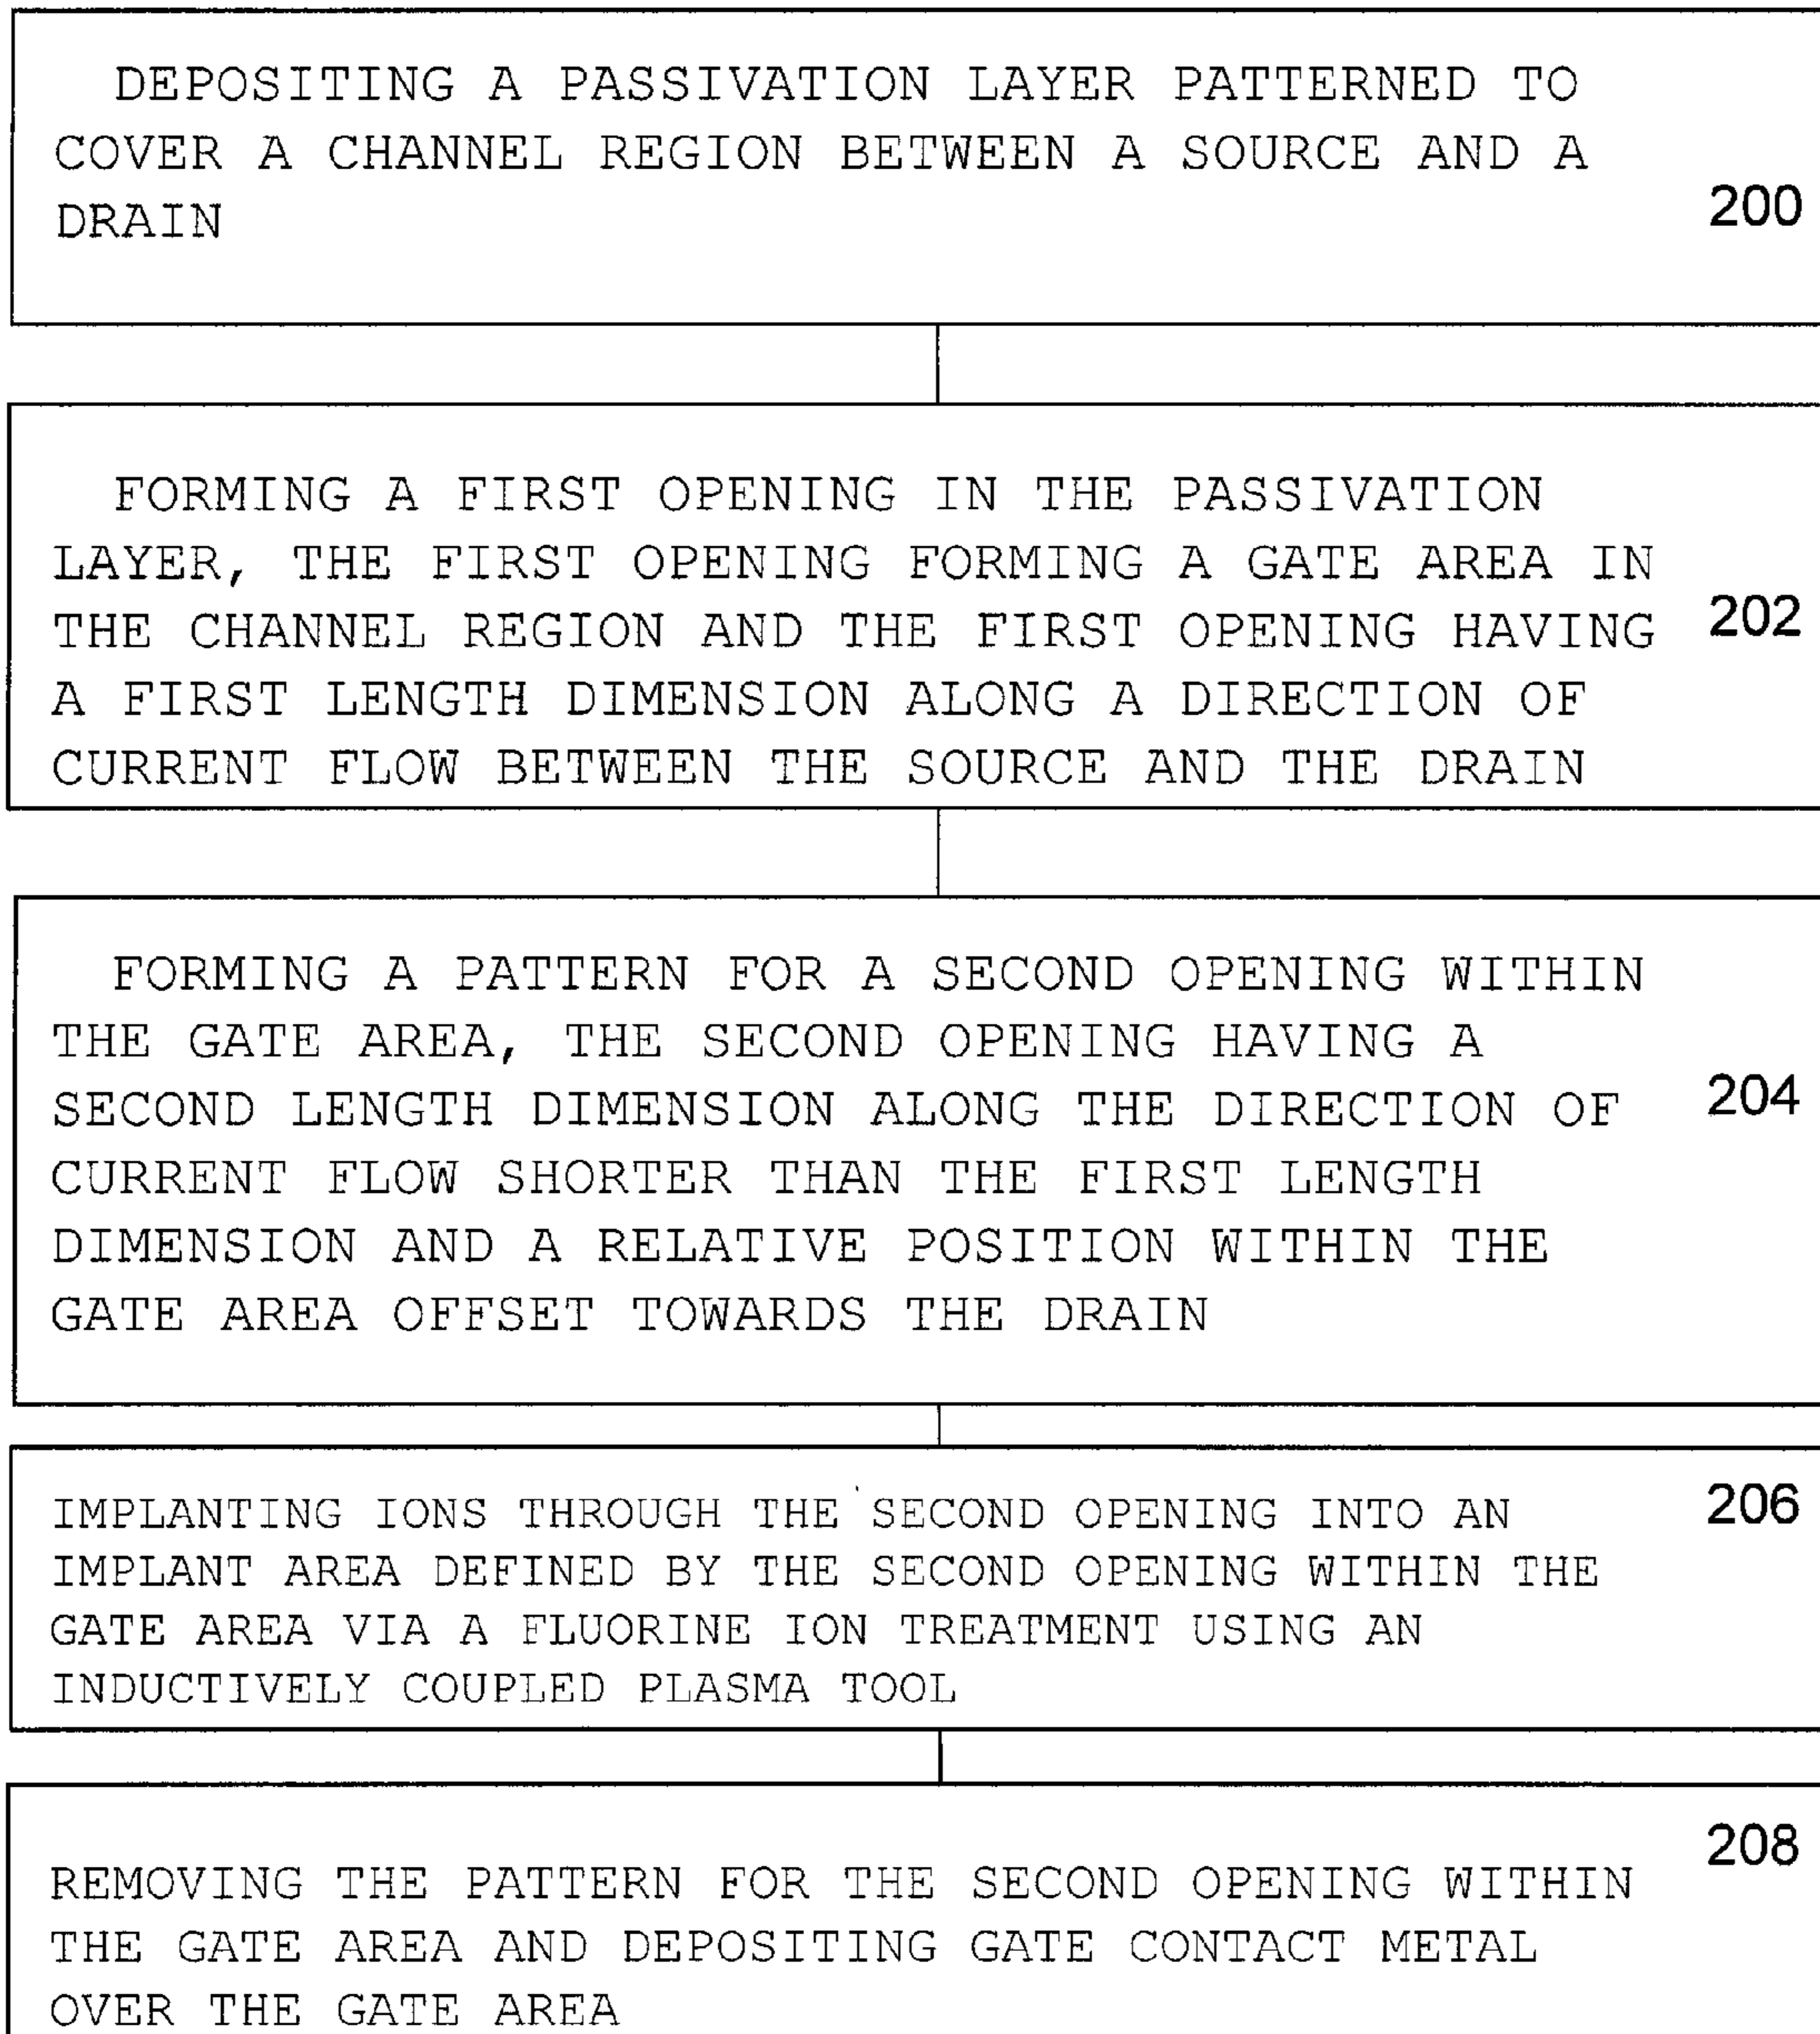 DEPOSITING A PASSIVATION LAYER PATTERNED TO
COVER A CHANNEL REGION BETWEEN A SOURCE AND A
DRAIN
200
FORMING A FIRST OPENING IN THE PASSIVATION
LAYER, THE FIRST OPENING FORMING A GATE AREA IN
THE CHANNEL REGION AND THE FIRST OPENING HAVING
202
A FIRST LENGTH DIMENSION ALONG A DIRECTION OF
CURRENT FLOW BETWEEN THE SOURCE AND THE DRAIN
FORMING A PATTERN FOR A SECOND OPENING WITHIN
THE GATE AREA, THE SECOND OPENING HAVING A
SECOND LENGTH DIMENSION ALONG THE DIRECTION OF
204
CURRENT FLOW SHORTER THAN THE FIRST LENGTH
DIMENSION AND A RELATIVE POSITION WITHIN THE
GATE AREA OFFSET TOWARDS THE DRAIN
206
IMPLANTING IONS THROUGH THE SECOND OPENING INTO AN
IMPLANT AREA DEFINED BY THE SECOND OPENING WITHIN THE
GATE AREA VIA A FLUORINE ION TREATMENT USING AN
INDUCTIVELY COUPLED PLASMA TOOL
208
REMOVING THE PATTERN FOR THE SECOND OPENING WITHIN
THE GATE AREA AND DEPOSITING GATE CONTACT METAL
OVER THE GATE AREA